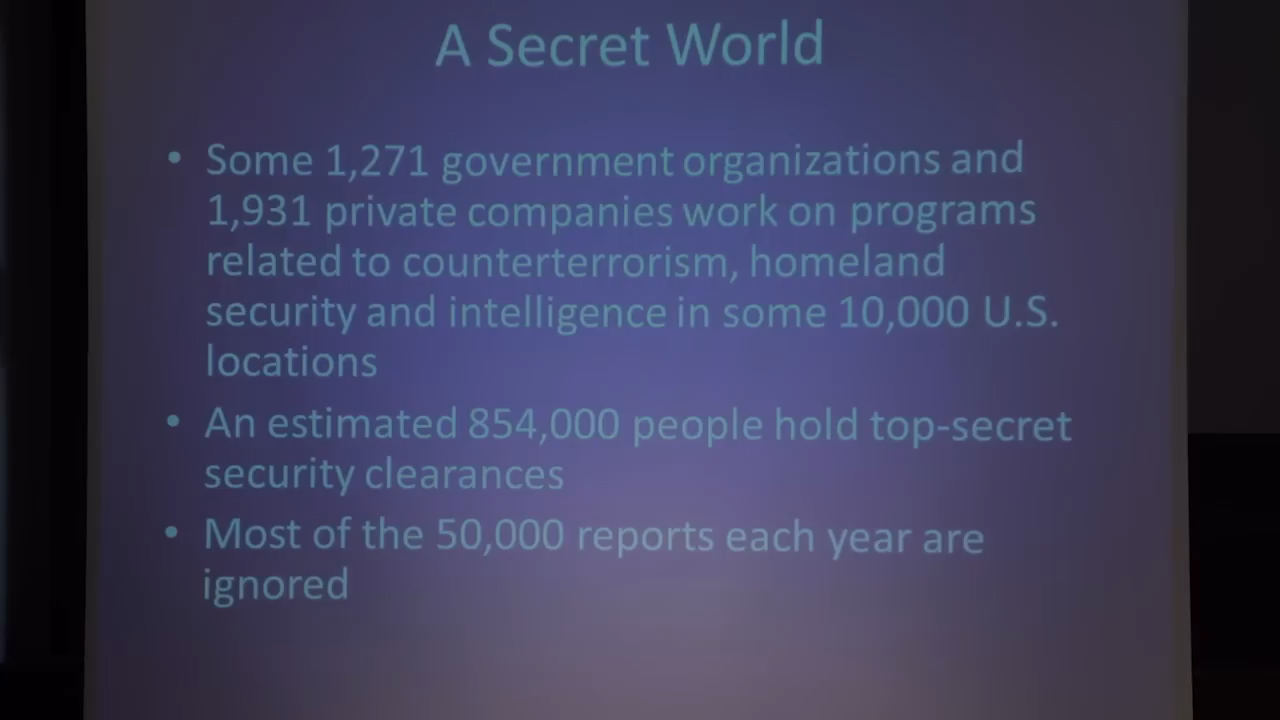 A Secret World
• Some 1,271 government organizations and
1,931 private companies work on programs
related to counterterrorism, homeland
security and intelligence in some 10,000 U.S.
locations
• An estimated 854,000 people hold top-secret
security clearances
• Most of the 50,000 reports each year are
ignored